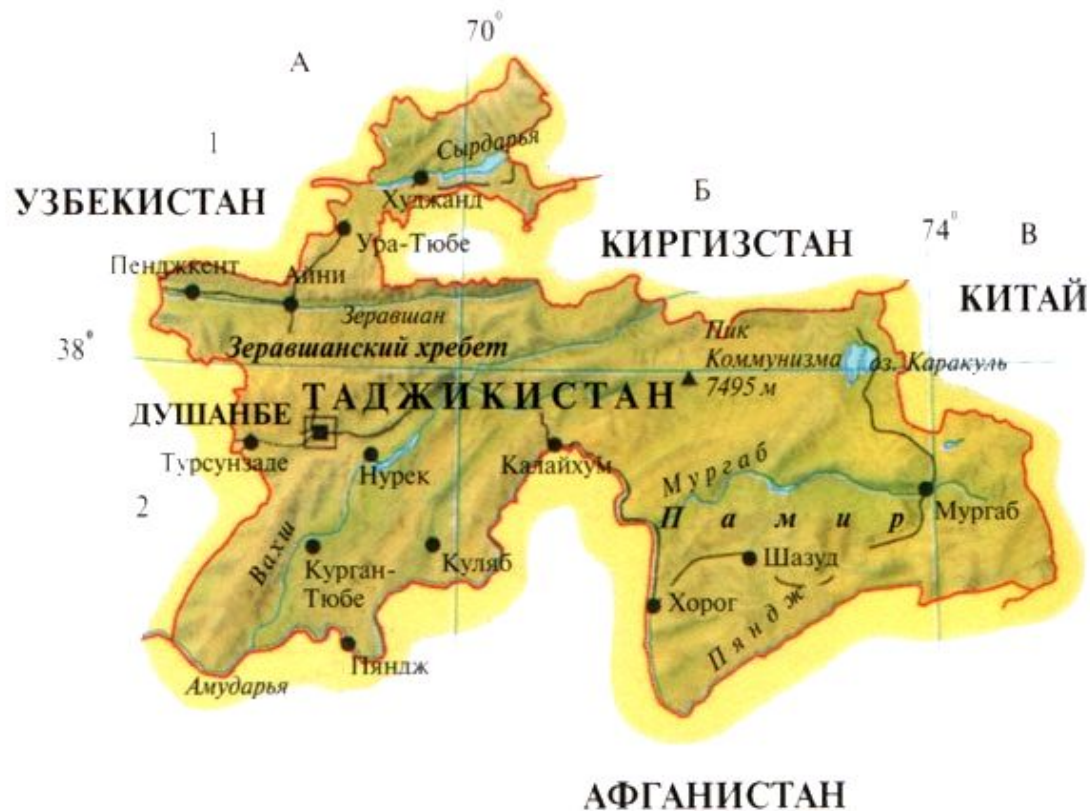 70°
А
1
Сырдарья
УЗБЕКИСТАН
Худжанд
Б
Ура-Тюбе
КИРГИЗСТАН
74°
В
Пенджкент
Айни
КИТАЙ
Зеравшан
38°
Зеравшанский хребет
Пик
Коммунизма
7495 м
оз. Каракуль
ТАДЖИКИСТАН
ДУШАНБЕ
Турсунзаде
Нурек
Калайхум
2
Мургаб
Памир
Мургаб
Вахш
Курган-
Тюбе
Куляб
Шазуд
Хорог
Пяндж
Пяндж
Амударья
АФГАНИСТАН